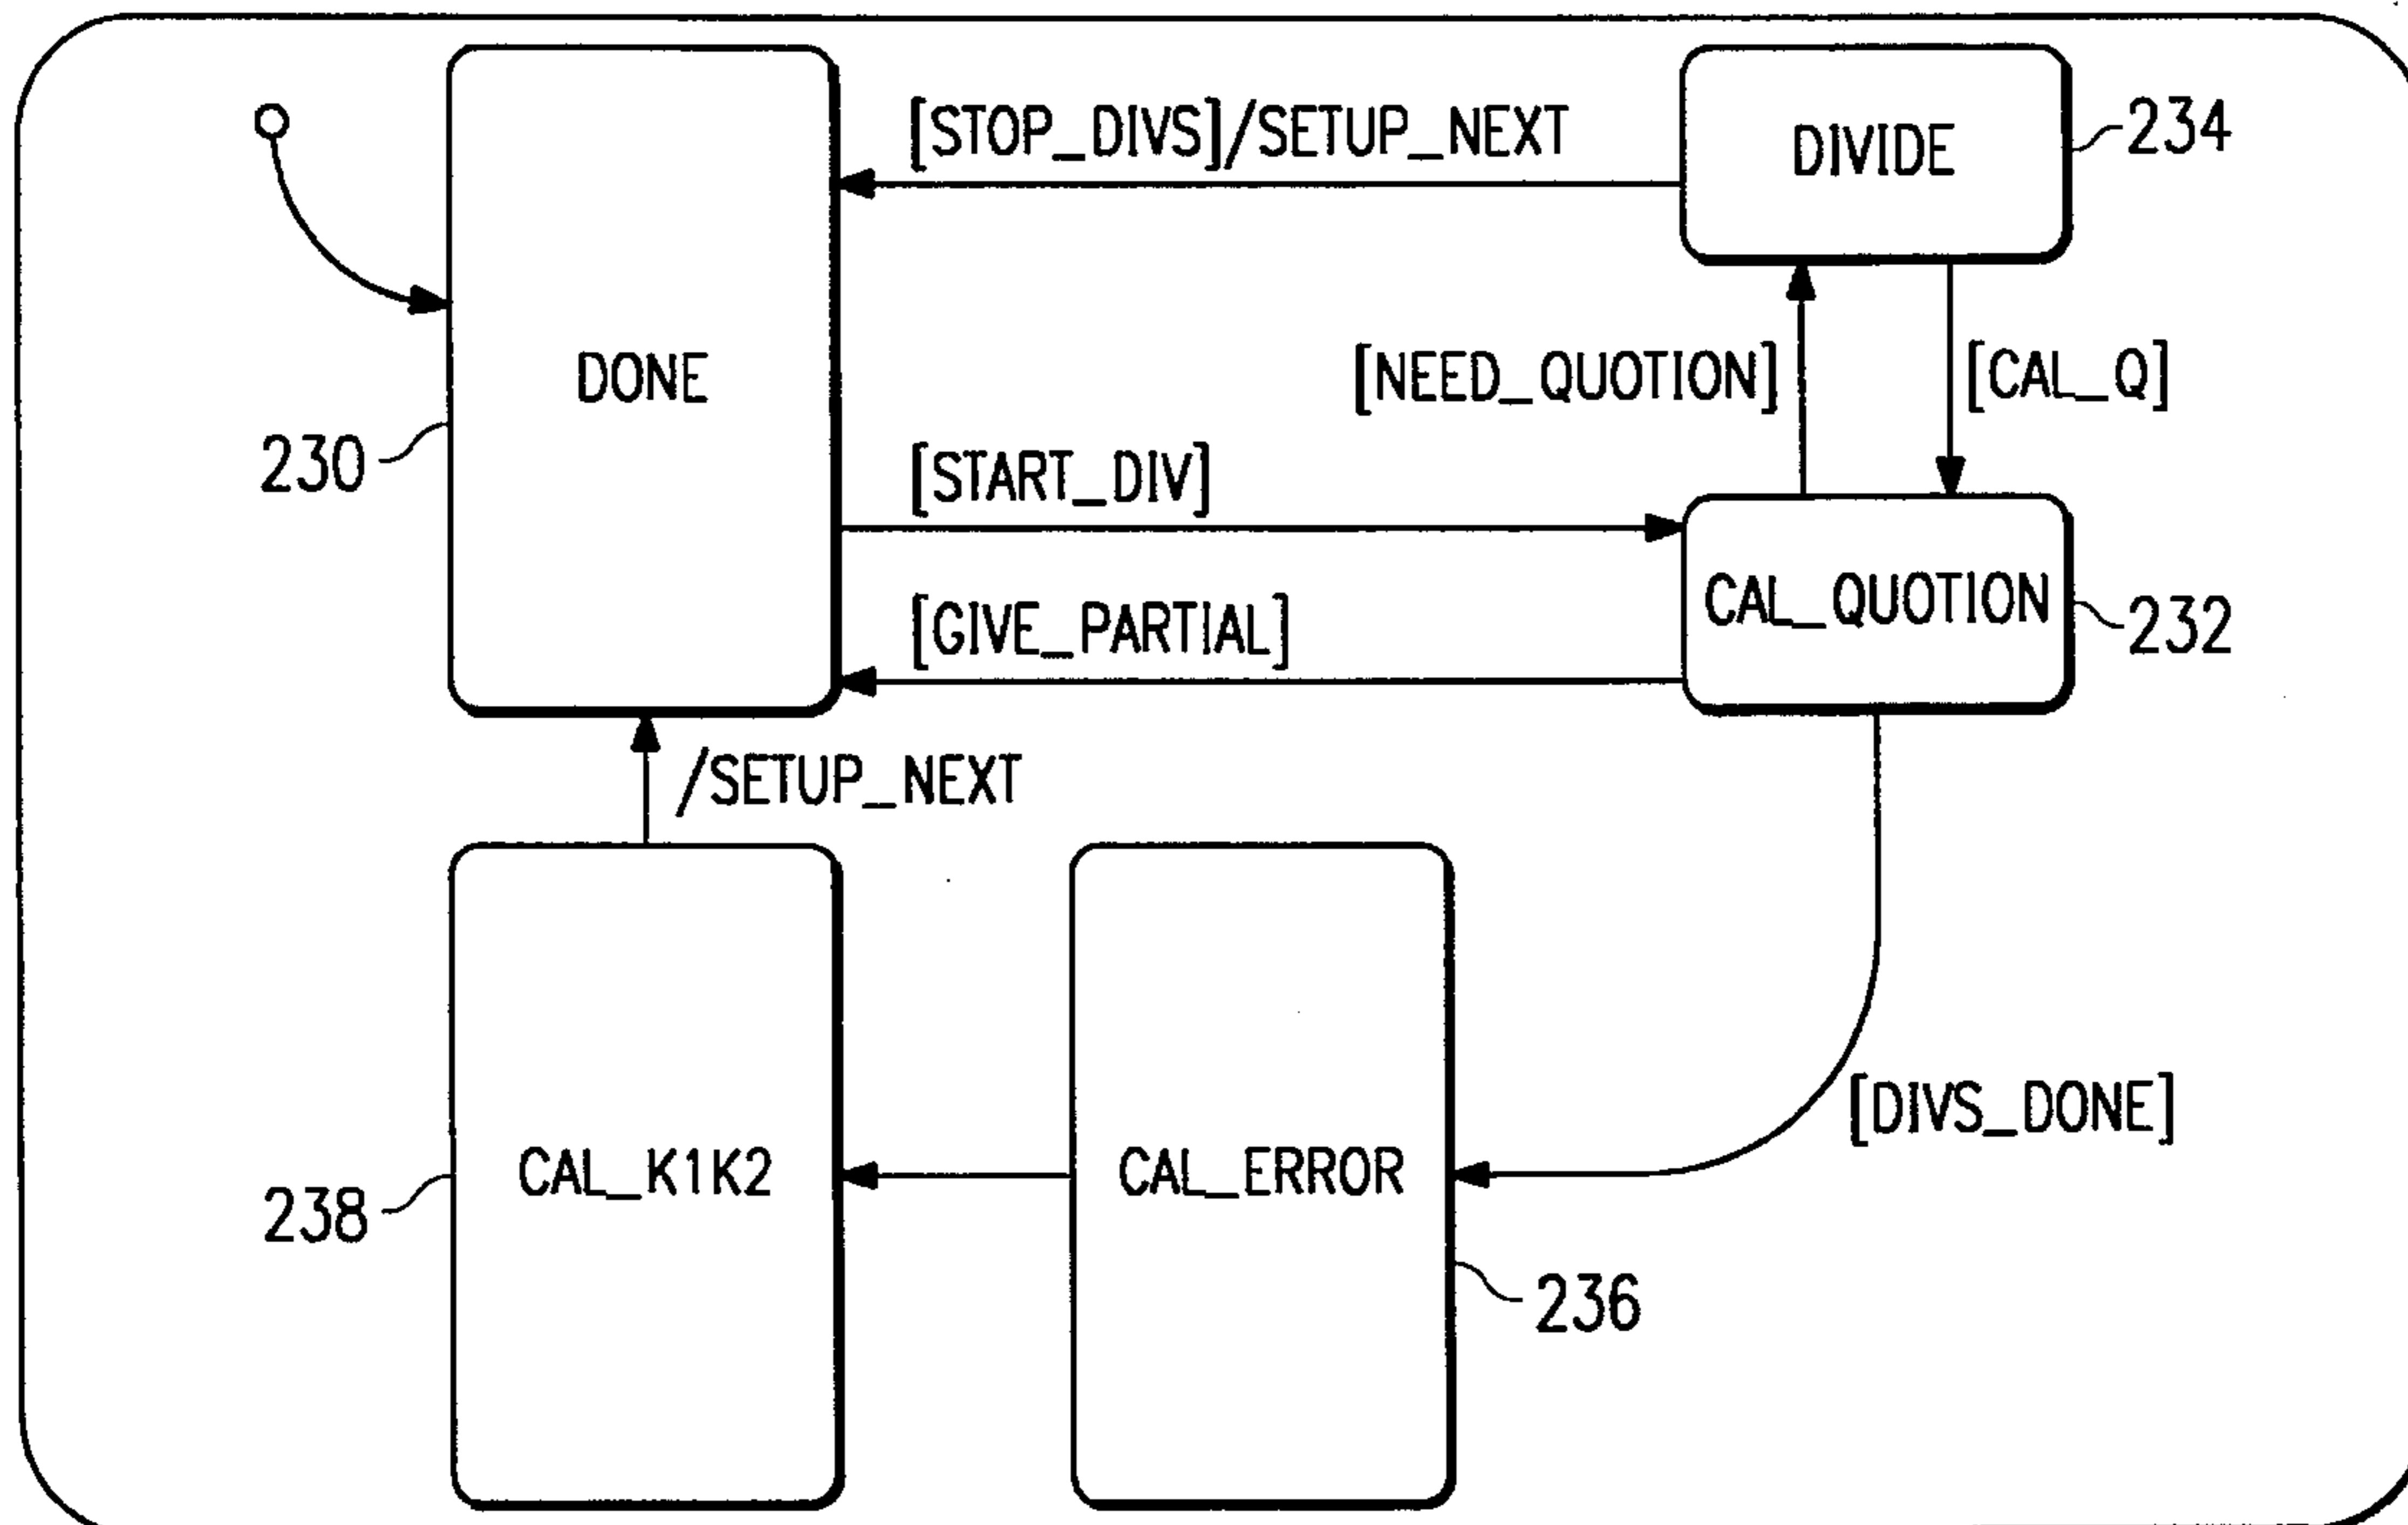 [STOP_DIVS]/SETUP_NEXT
DIVIDE
234
DONE
230
[NEED_QUOTION]
[CAL_Q]
[START_DIV]
[GIVE_PARTIAL]
CAL_QUOTION
232
/SETUP_NEXT
CAL_K1K2
238
CAL_ERROR
236
[DIVS_DONE]